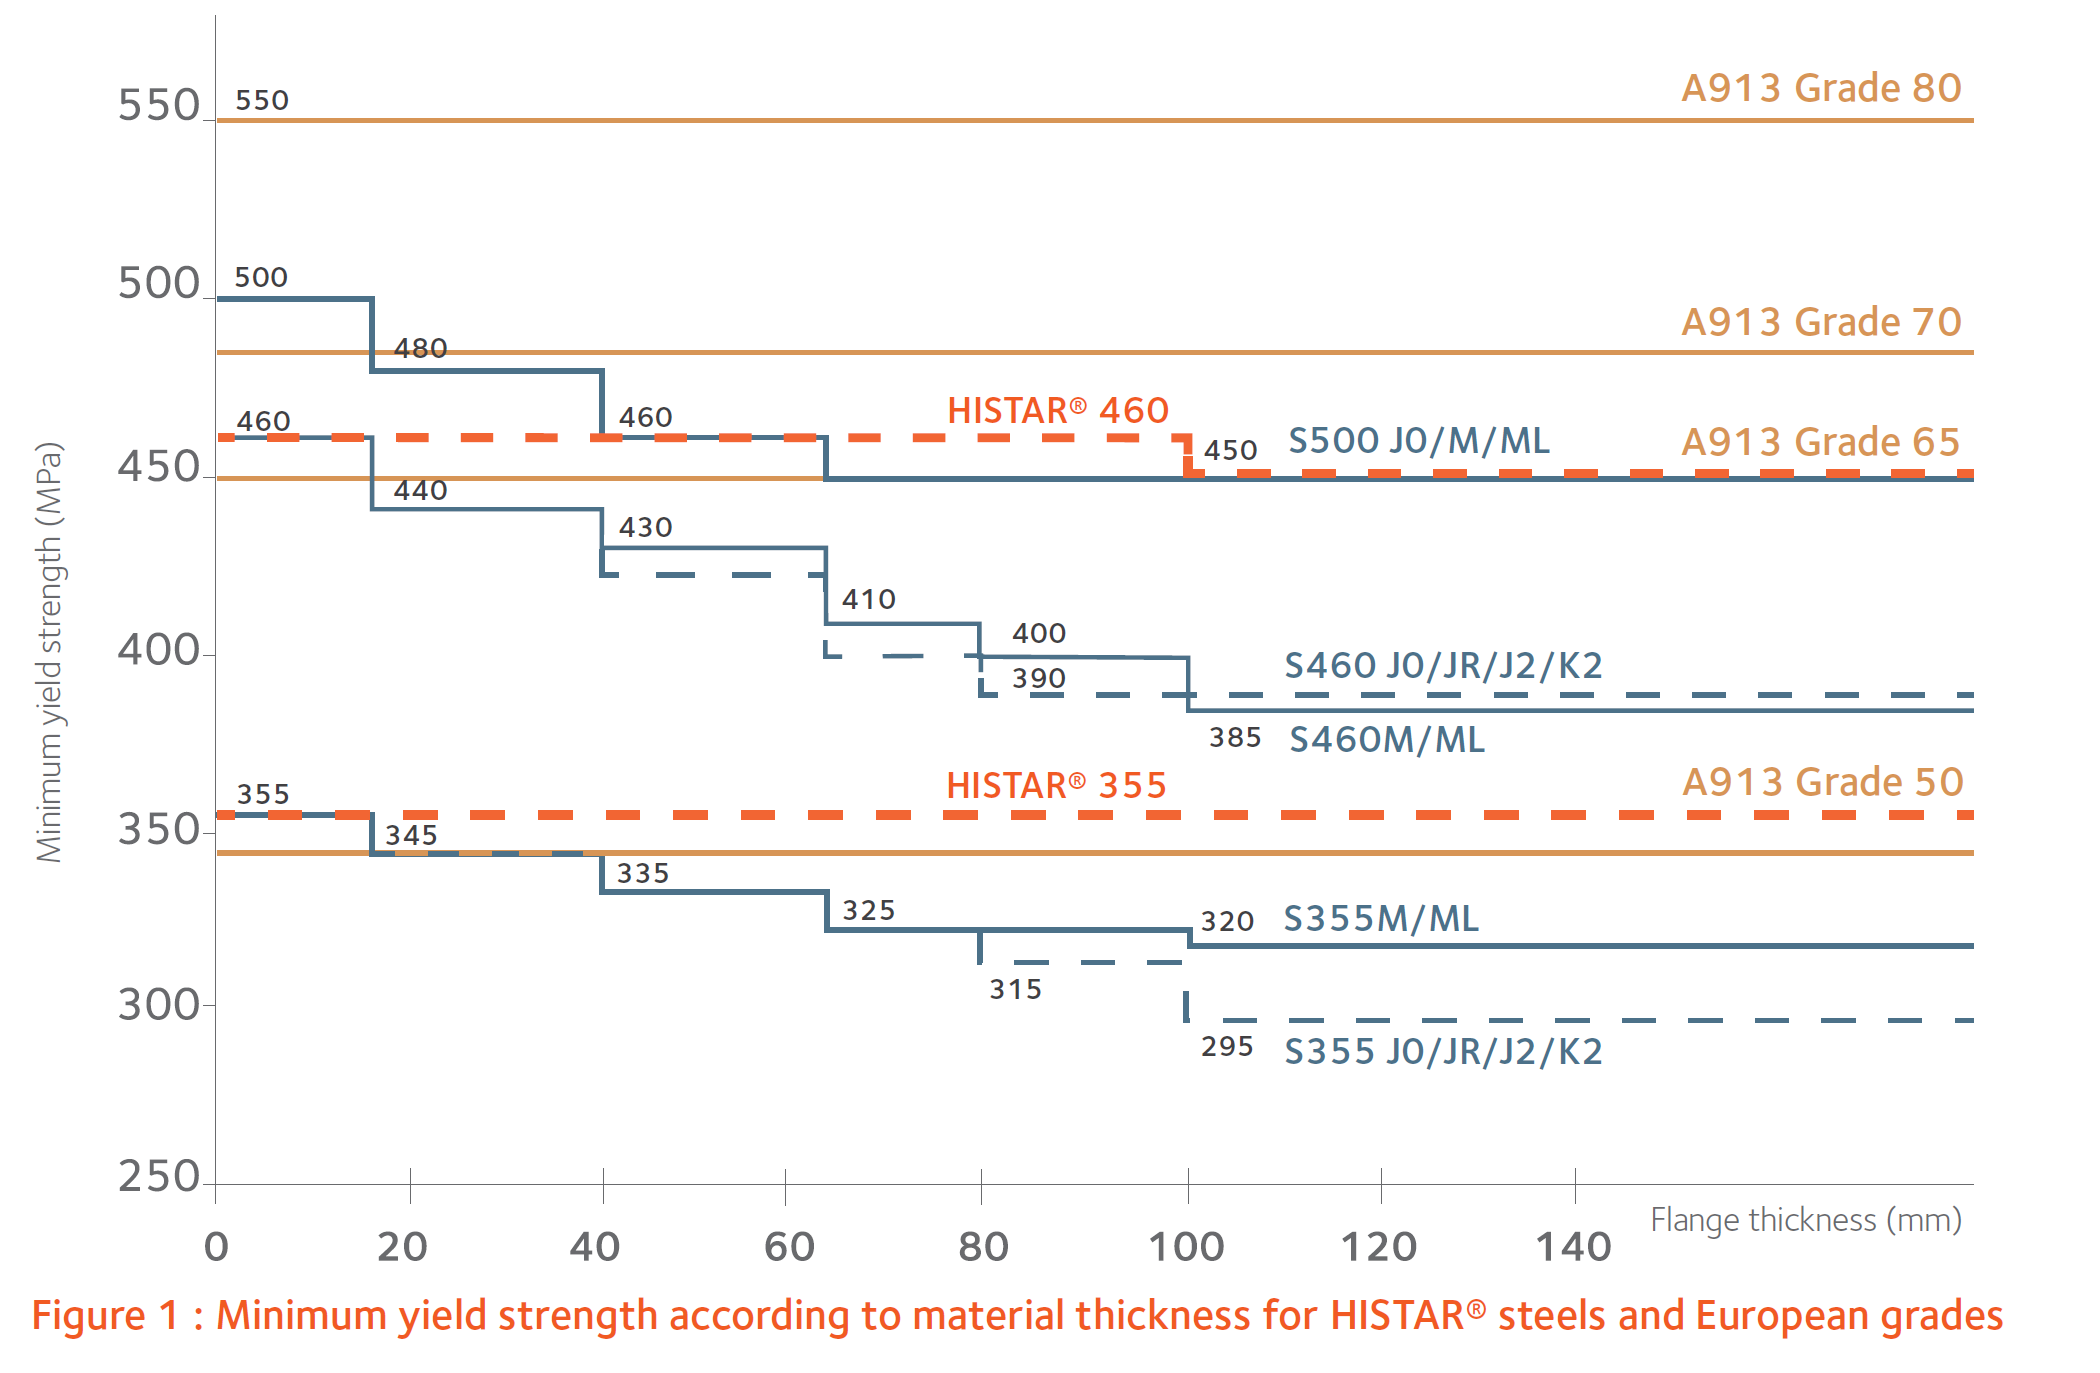 550
550
A913 Grade 80
500
500
A913 Grade 70
480
HISTAR® 460
460
460
450
S500 J0/M/ML
A913 Grade 65
450
440
430
410
400
400
S460 J0/JR/J2/K2
390
385
S460M/ML
Minimum yield strength (MPa)
HISTAR® 355
A913 Grade 50
355
350
345
335
325
320
S355M/ML
315
300
295
S355 J0/JR/J2/K2
250
Flange thickness (mm)
0 20 40 60 80 100 120 140
Figure 1 : Minimum yield strength according to material thickness for HISTAR® steels and European grades